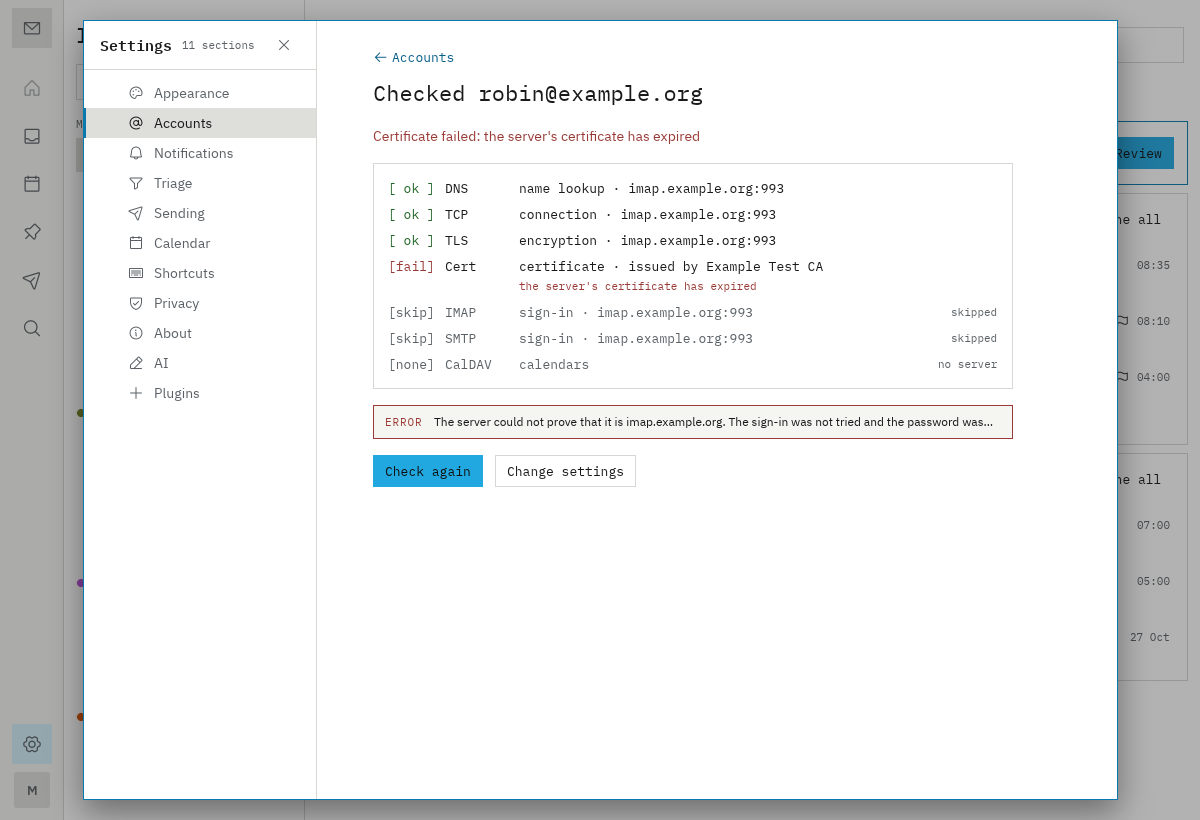 Settings 11 sections
Appearance
Accounts
Notifications
Triage
Sending
Calendar
Shortcuts
Privacy
About
AI
Plugins
← Accounts
Checked robin@example.org
Certificate failed: the server's certificate has expired
[ ok ] DNS name lookup · imap.example.org:993
[ ok ] TCP connection · imap.example.org:993
[ ok ] TLS encryption · imap.example.org:993
[fail] Cert certificate · issued by Example Test CA
the server's certificate has expired
[skip] IMAP sign-in · imap.example.org:993 skipped
[skip] SMTP sign-in · imap.example.org:993 skipped
[none] CalDAV calendars no server
ERROR The server could not prove that it is imap.example.org. The sign-in was not tried and the password was…
Check again Change settings
Review
all
08:35
08:10
04:00
all
07:00
05:00
27 Oct
M